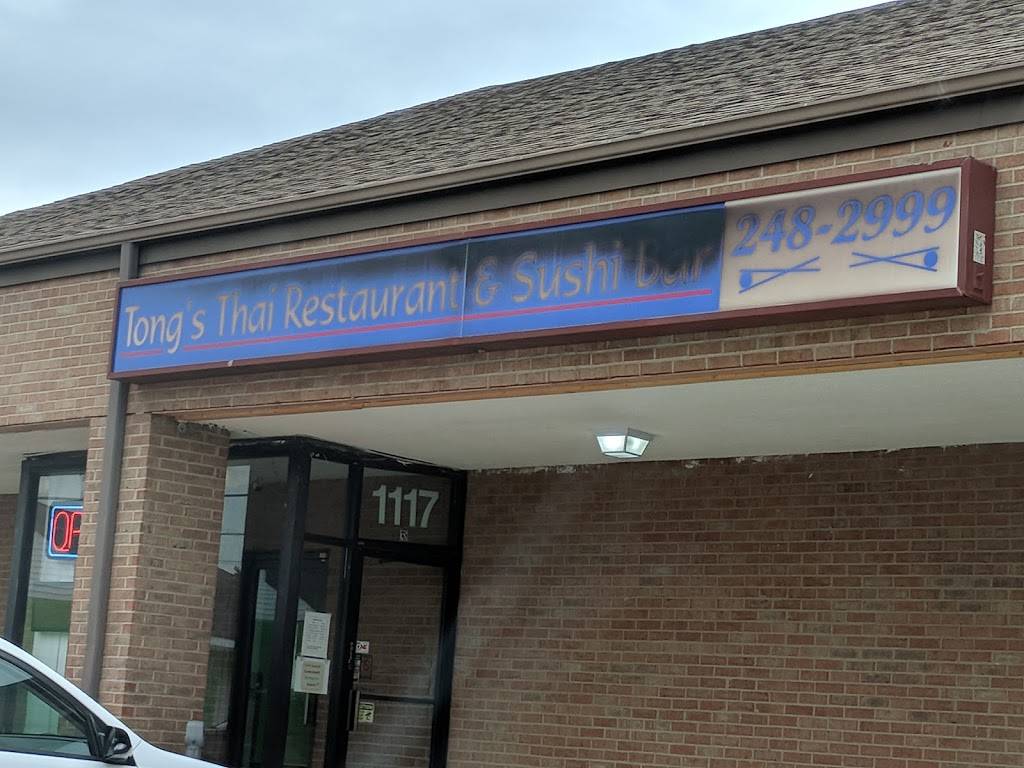 Tong's Thai Restaurant & Sushi bar
248-2999
1117